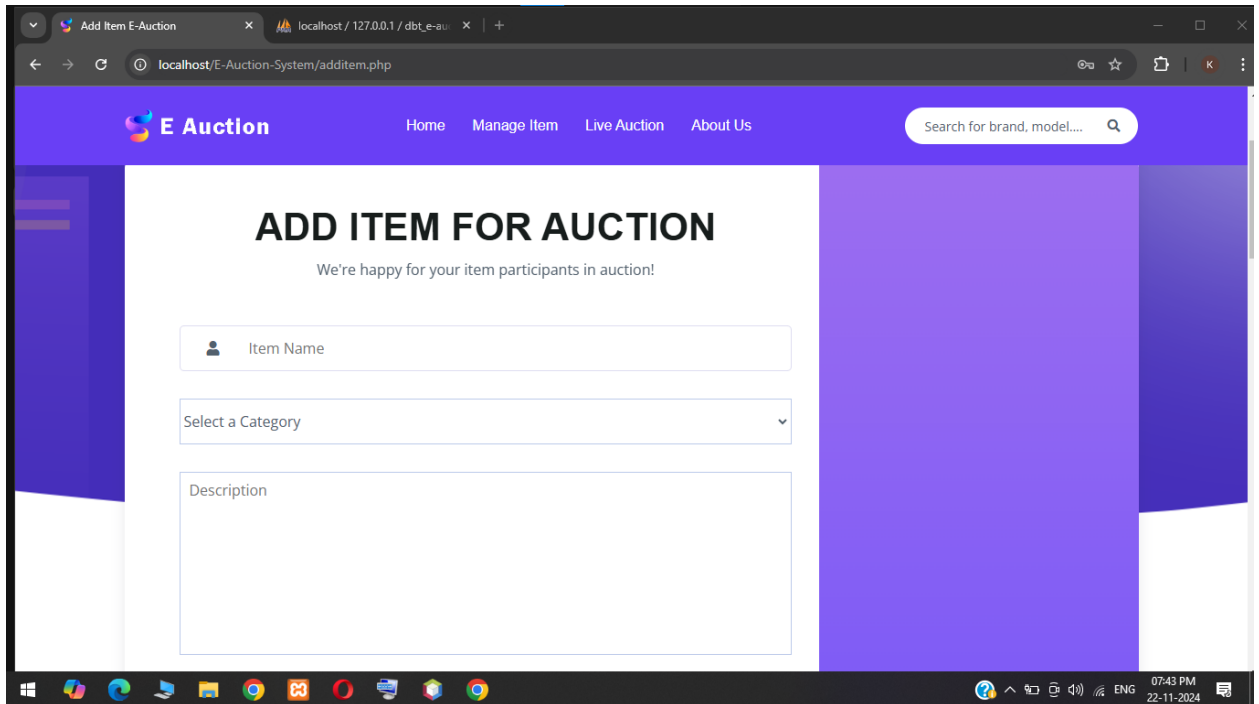 Add Item E-Auction
localhost / 127.0.0.1 / dbt_e-auc
localhost/E-Auction-System/additem.php
K
E Auction
Home Manage Item Live Auction About Us
Search for brand, model....
ADD ITEM FOR AUCTION
We're happy for your item participants in auction!
Item Name
Select a Category
Description
ENG
07:43 PM
22-11-2024